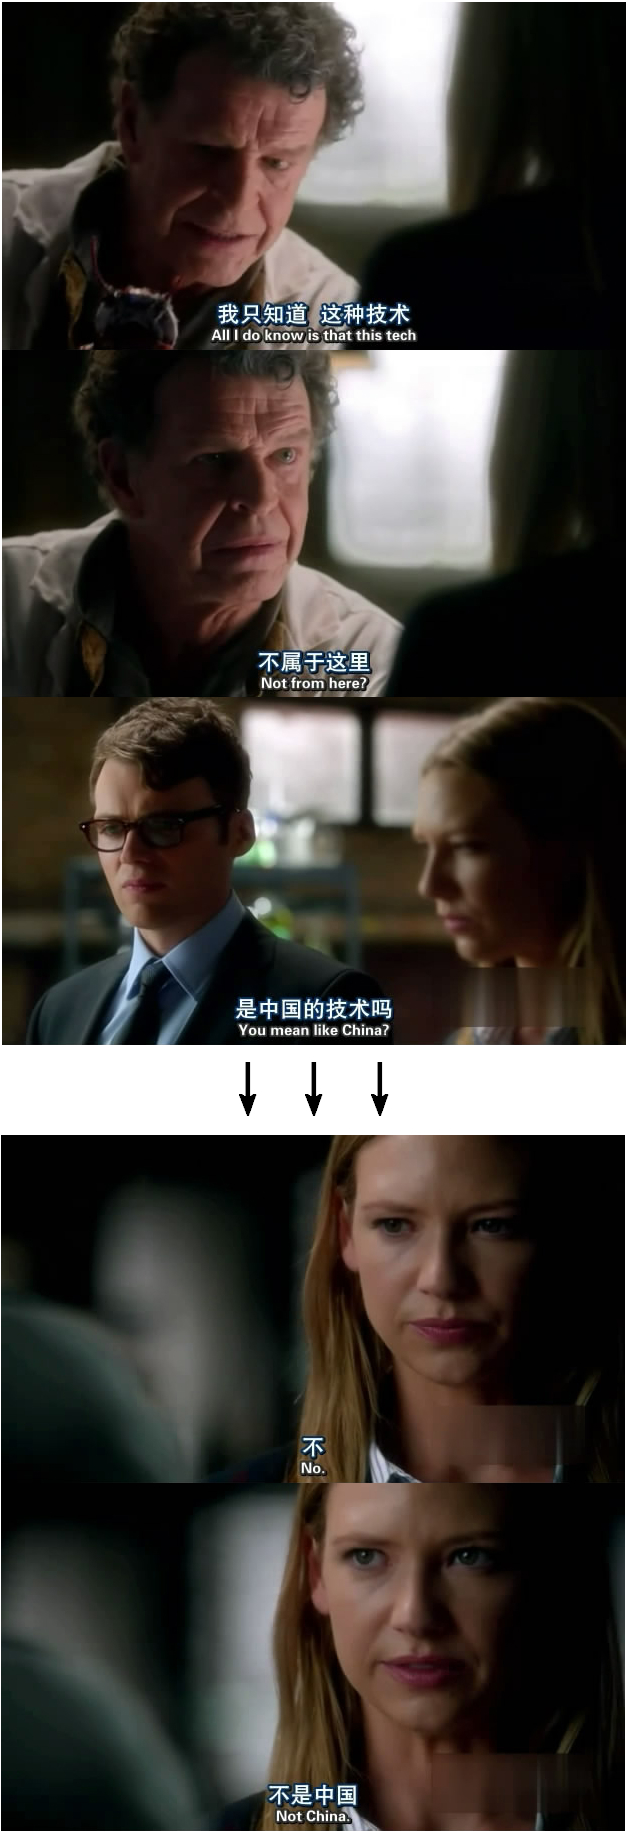 我只知道 这种技术
All I do know is that this tech
不属于这里
Not from here?
是中国的技术吗
You mean like China?
不
No.
不是中国
Not China.